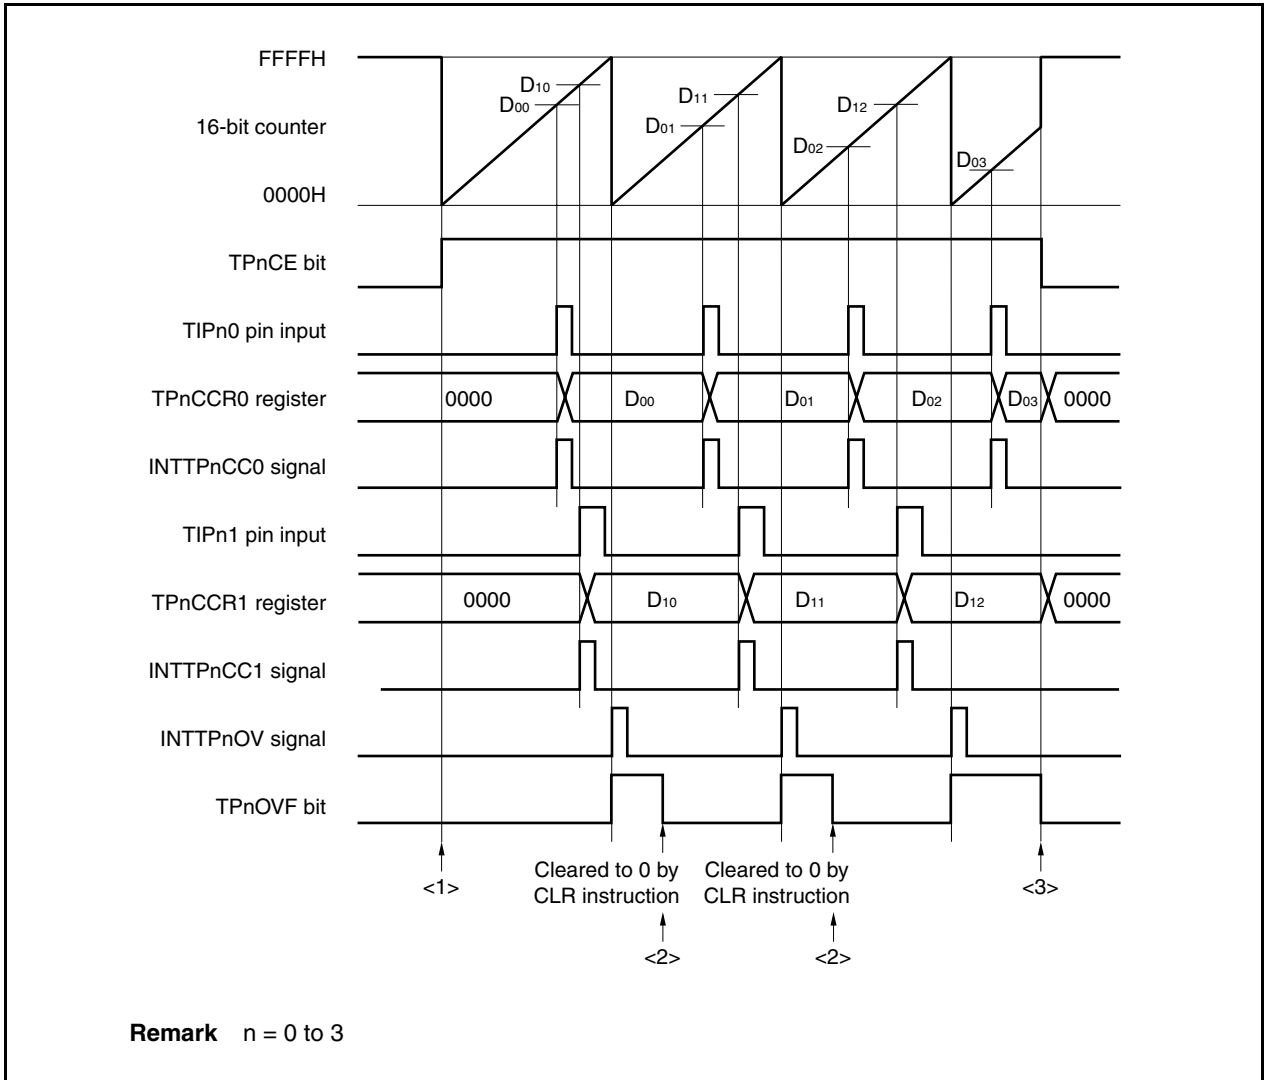 FFFFH
D10
D00
D11
D01
D12
D02
D03
16-bit counter
0000H
TPnCE bit
TIPn0 pin input
TPnCCR0 register
0000
D00
D01
D02
D03
0000
INTTPnCC0 signal
TIPn1 pin input
TPnCCR1 register
0000
D10
D11
D12
0000
INTTPnCC1 signal
INTTPnOV signal
TPnOVF bit
<1>
Cleared to 0 by
CLR instruction
<2>
Cleared to 0 by
CLR instruction
<2>
<3>
Remark n = 0 to 3